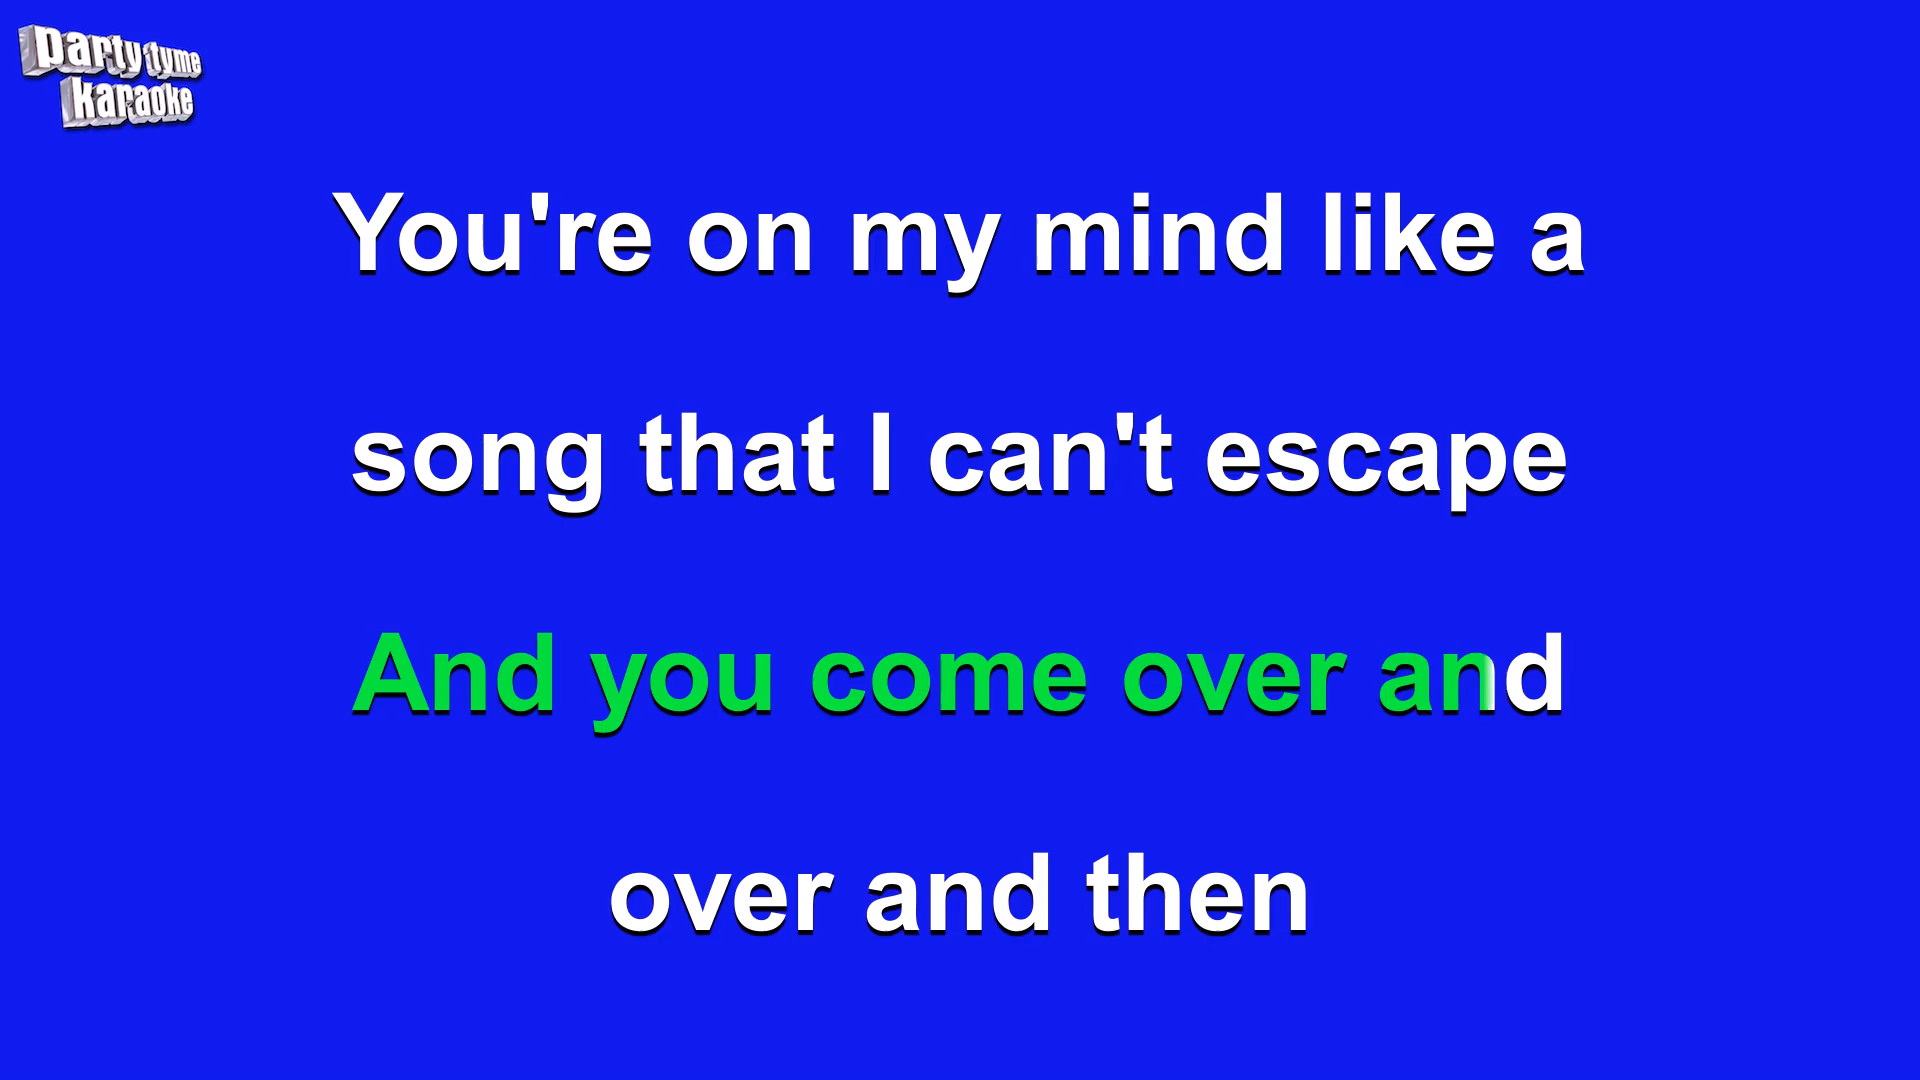 party tyme
karaoke
You're on my mind like a
song that I can't escape
And you come over and
over and then